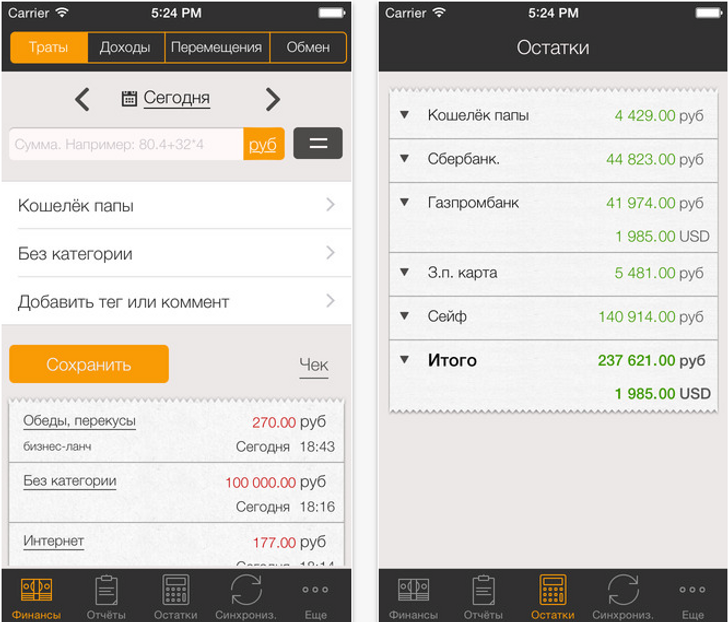 Carrier 5:24 PM
Траты Доходы Перемещения Обмен
Сегодня
Сумма. Например: 80.4+32*4 руб =
Кошелёк папы
Без категории
Добавить тег или коммент
Сохранить Чек
Обеды, перекусы 270.00 руб
бизнес-ланч Сегодня 18:43
Без категории 100 000.00 руб
Сегодня 18:16
Интернет 177.00 руб
Сегодня 18:14
Финансы Отчёты Остатки Синхрониз. Еще
Carrier 5:24 PM
Остатки
Кошелёк папы 4 429.00 руб
Сбербанк. 44 823.00 руб
Газпромбанк 41 974.00 руб
1 985.00 USD
З.п. карта 5 481.00 руб
Сейф 140 914.00 руб
Итого 237 621.00 руб
1 985.00 USD
Финансы Отчёты Остатки Синхрониз. Еще